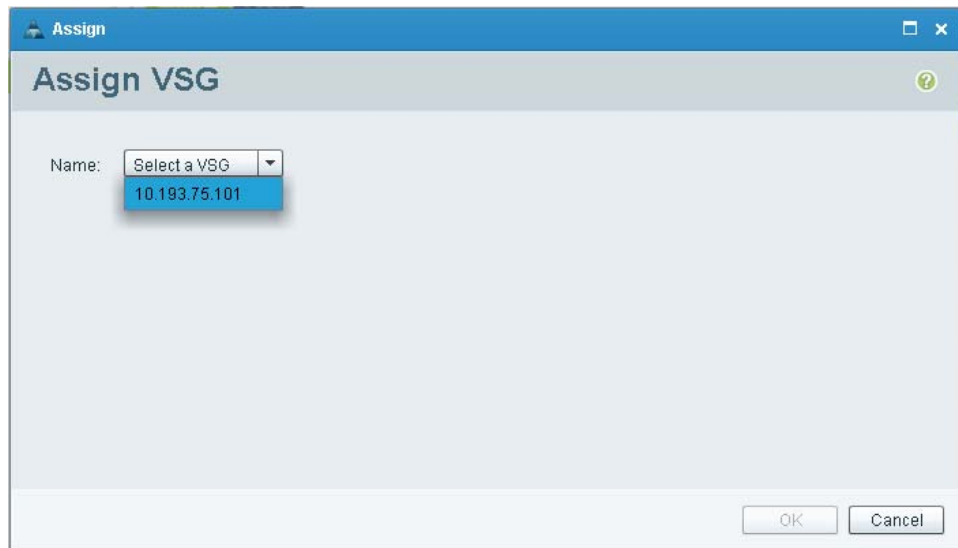 Assign
Assign VSG
?
Name: Select a VSG
10.193.75.101
OK Cancel